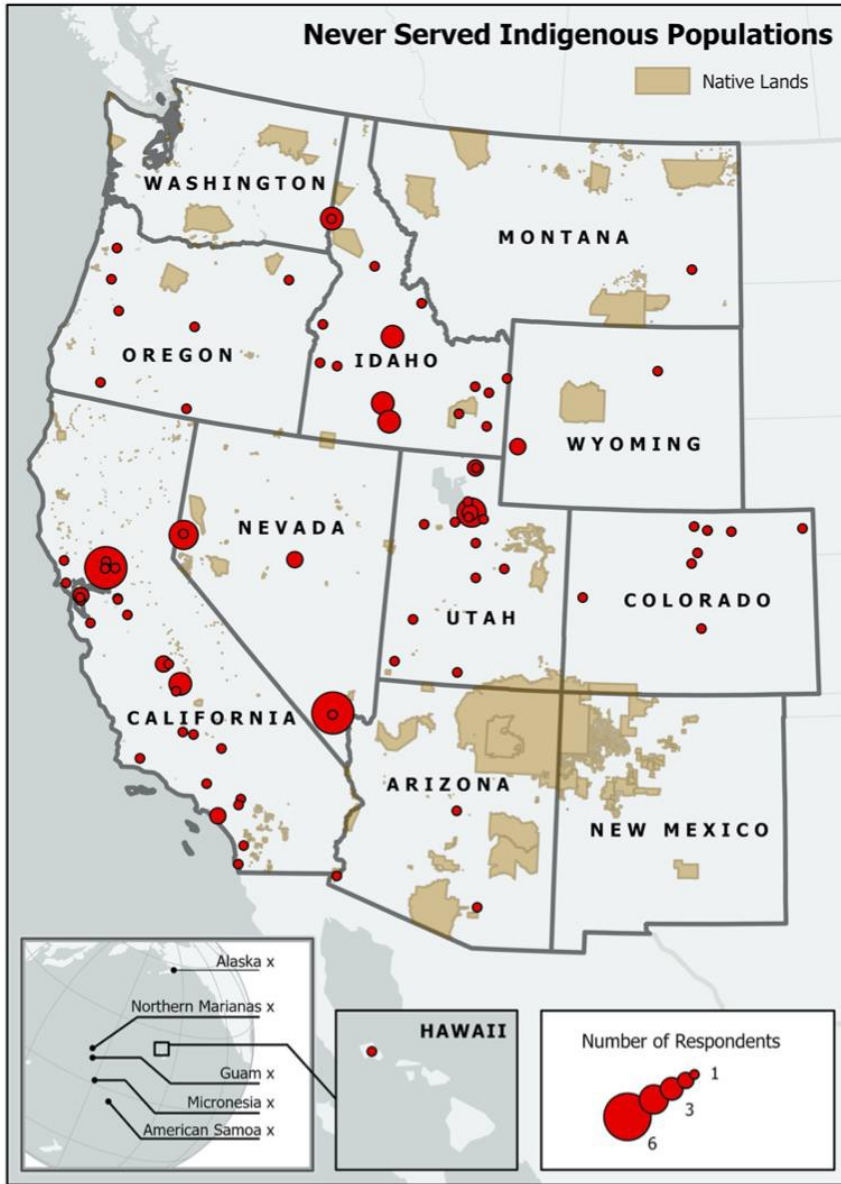 Never Served Indigenous Populations
Native Lands
WASHINGTON
MONTANA
OREGON
IDAHO
WYOMING
NEVADA
UTAH
COLORADO
CALIFORNIA
ARIZONA
NEW MEXICO
Alaska x
Northern Marianas x
Guam x
Micronesia x
American Samoa x
HAWAII
Number of Respondents
1
3
6